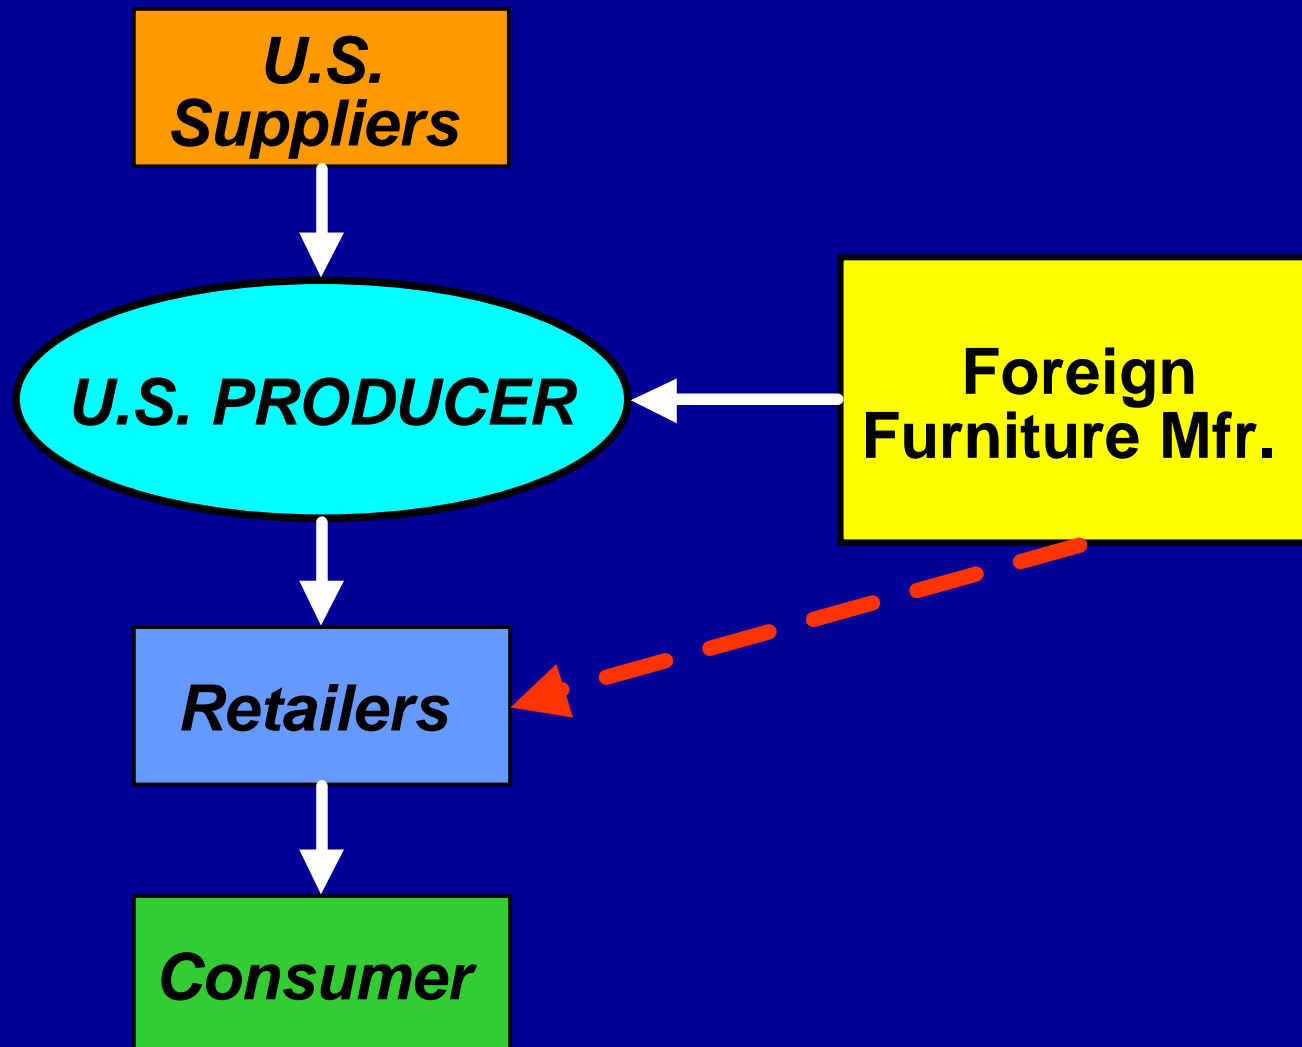 U.S.
Suppliers
U.S. PRODUCER
Foreign
Furniture Mfr.
Retailers
Consumer